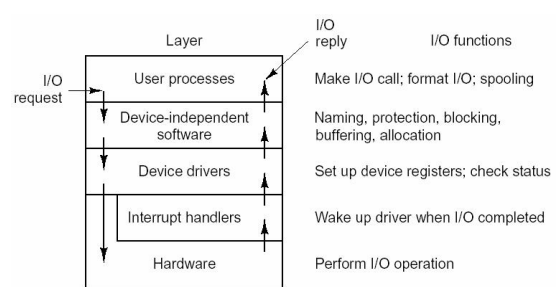 I/O
reply
Layer
I/O functions
I/O
request
User processes
Make I/O call; format I/O; spooling
Device-independent
software
Naming, protection, blocking,
buffering, allocation
Device drivers
Set up device registers; check status
Interrupt handlers
Wake up driver when I/O completed
Hardware
Perform I/O operation